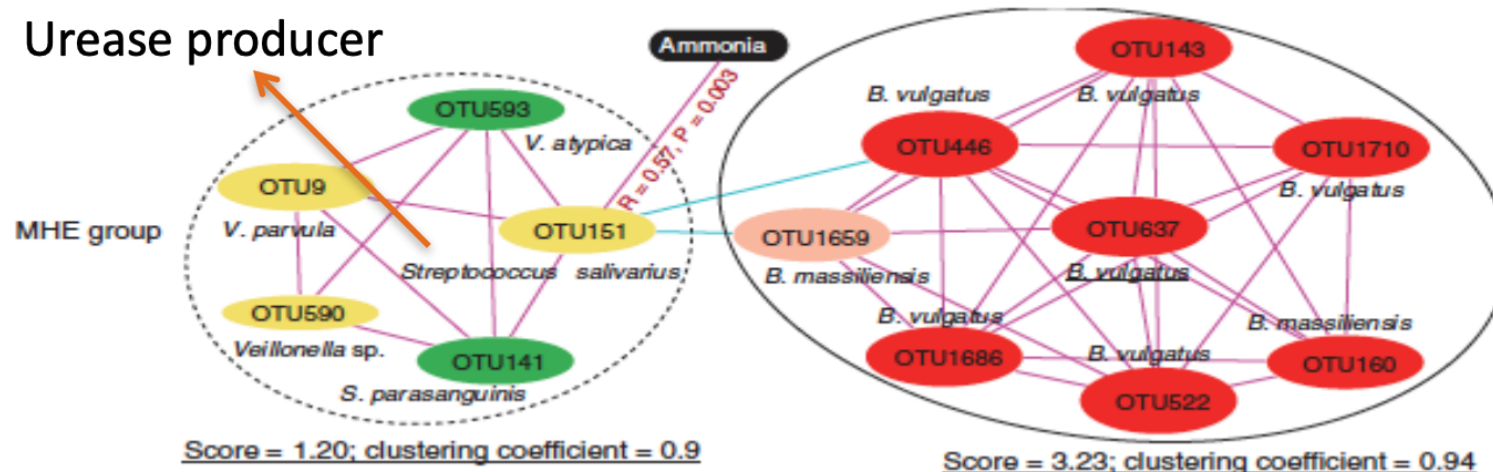 Urease producer
Ammonia
R = 0.57, P = 0.003
MHE group
OTU593
V. atypica
OTU9
V. parvula
OTU151
Streptococcus salivarius
OTU590
Veillonella sp.
OTU141
S. parasanguinis
Score = 1.20; clustering coefficient = 0.9
OTU143
B. vulgatus
B. vulgatus
OTU446
OTU1710
B. vulgatus
OTU1659
B. massiliensis
OTU637
B. vulgatus
B. vulgatus
OTU1686
B. massiliensis
OTU160
B. vulgatus
OTU522
Score = 3.23; clustering coefficient = 0.94